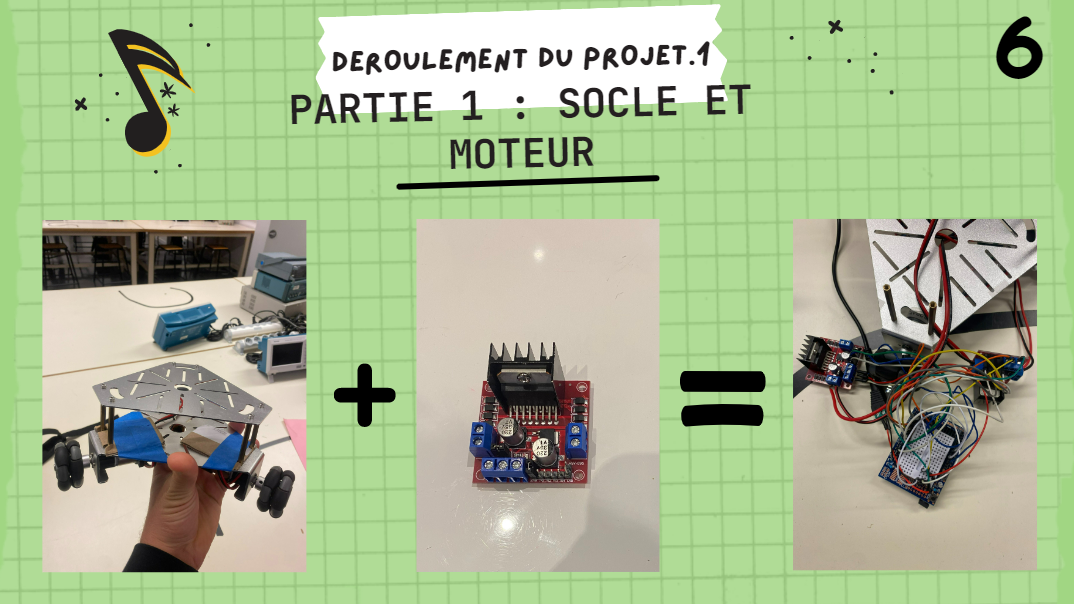 DEROULEMENT DU PROJET.1
6
PARTIE 1 : SOCLE ET
MOTEUR